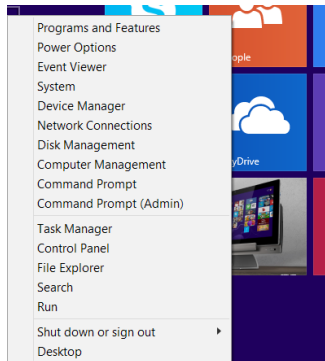 Programs and Features
Power Options
Event Viewer
System
Device Manager
Network Connections
Disk Management
Computer Management
Command Prompt
Command Prompt (Admin)
Task Manager
Control Panel
File Explorer
Search
Run
Shut down or sign out
Desktop
ople
yDrive